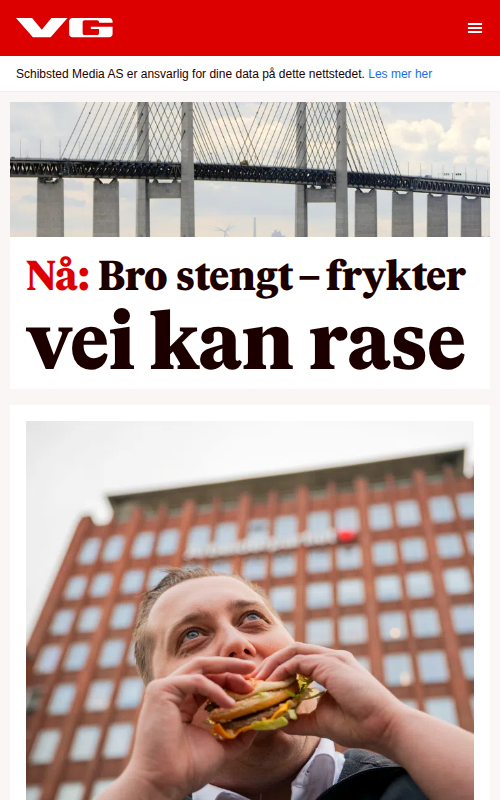 VG
Schibsted Media AS er ansvarlig for dine data på dette nettstedet. Les mer her
Nå: Bro stengt – frykter
vei kan rase